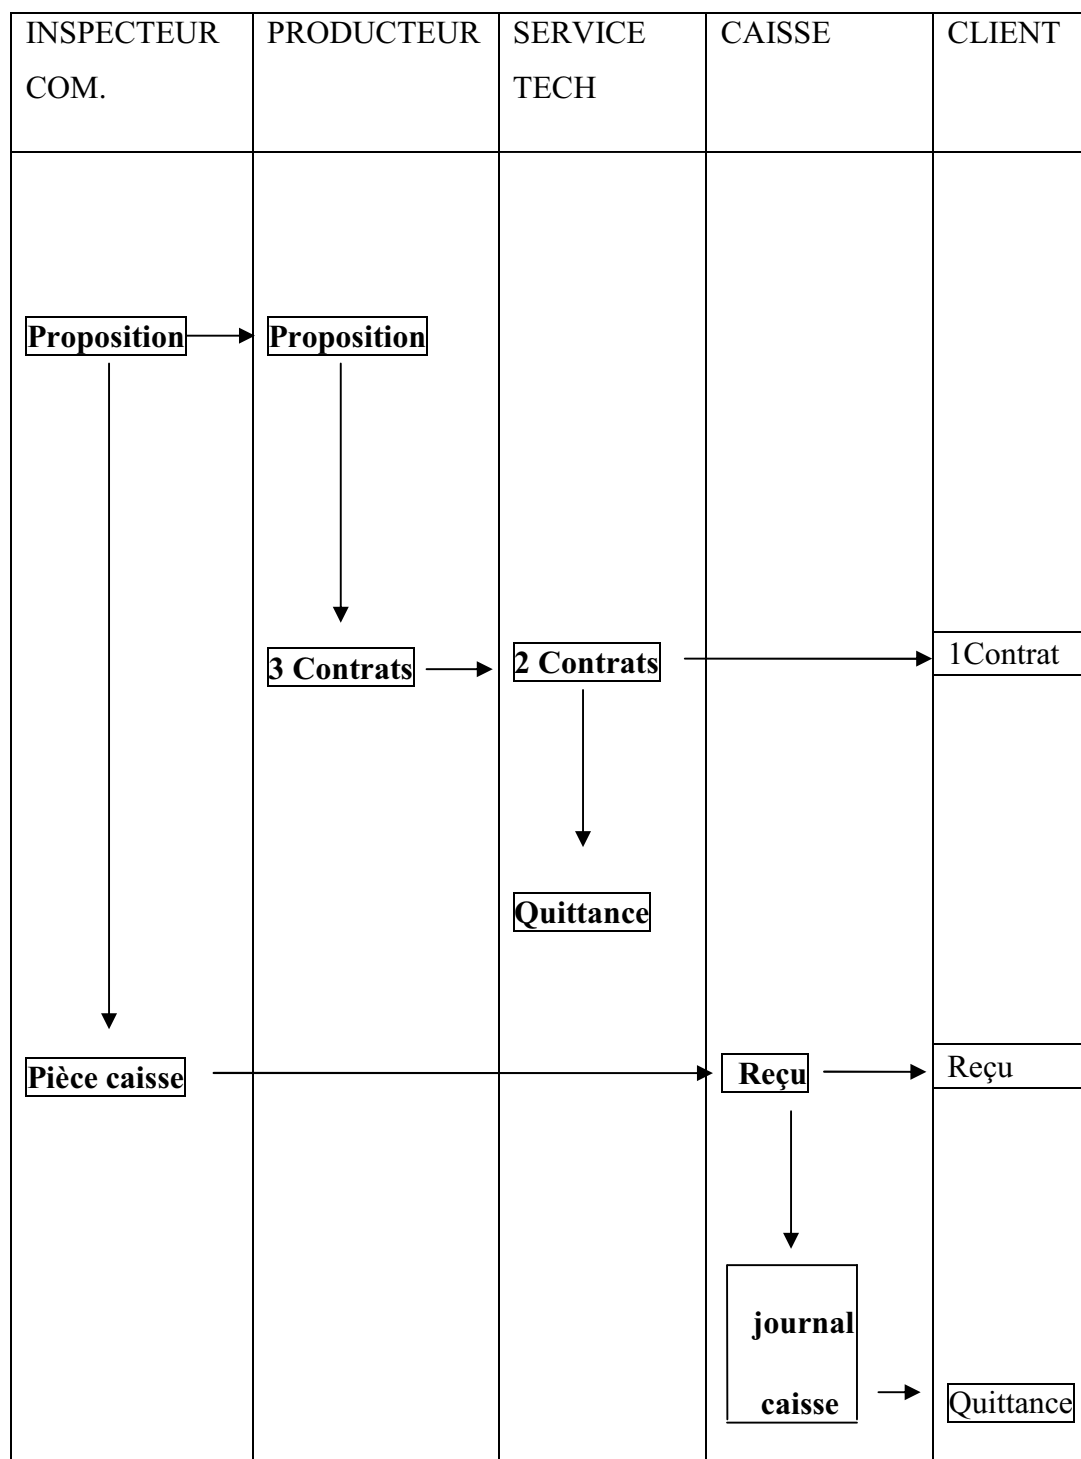 INSPECTEUR COM.
PRODUCTEUR
SERVICE TECH
CAISSE
CLIENT
Proposition
Proposition
3 Contrats
2 Contrats
1Contrat
Quittance
Pièce caisse
Reçu
Reçu
journal
caisse
Quittance